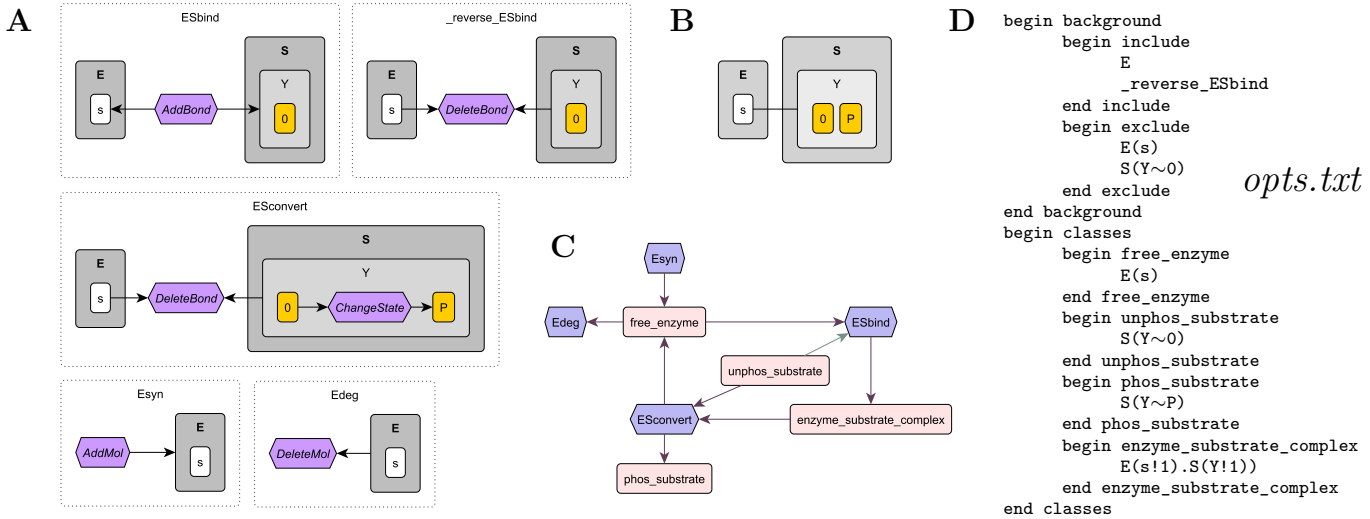 A
ESbind
E
s
AddBond
S
Y
0
_reverse_ESbind
E
s
DeleteBond
S
Y
0
ESconvert
E
s
DeleteBond
S
Y
0
ChangeState
P
Esyn
AddMol
E
s
Edeg
DeleteMol
E
s
B
E
s
S
Y
0
P
C
Esyn
Edeg
free_enzyme
ESbind
unphos_substrate
ESconvert
enzyme_substrate_complex
phos_substrate
D
begin background
begin include
E
_reverse_ESbind
end include
begin exclude
E(s)
S(Y~0)
end exclude
end background
begin classes
begin free_enzyme
E(s)
end free_enzyme
begin unphos_substrate
S(Y~0)
end unphos_substrate
begin phos_substrate
S(Y~P)
end phos_substrate
begin enzyme_substrate_complex
E(s!1).S(Y!1))
end enzyme_substrate_complex
end classes
opts.txt